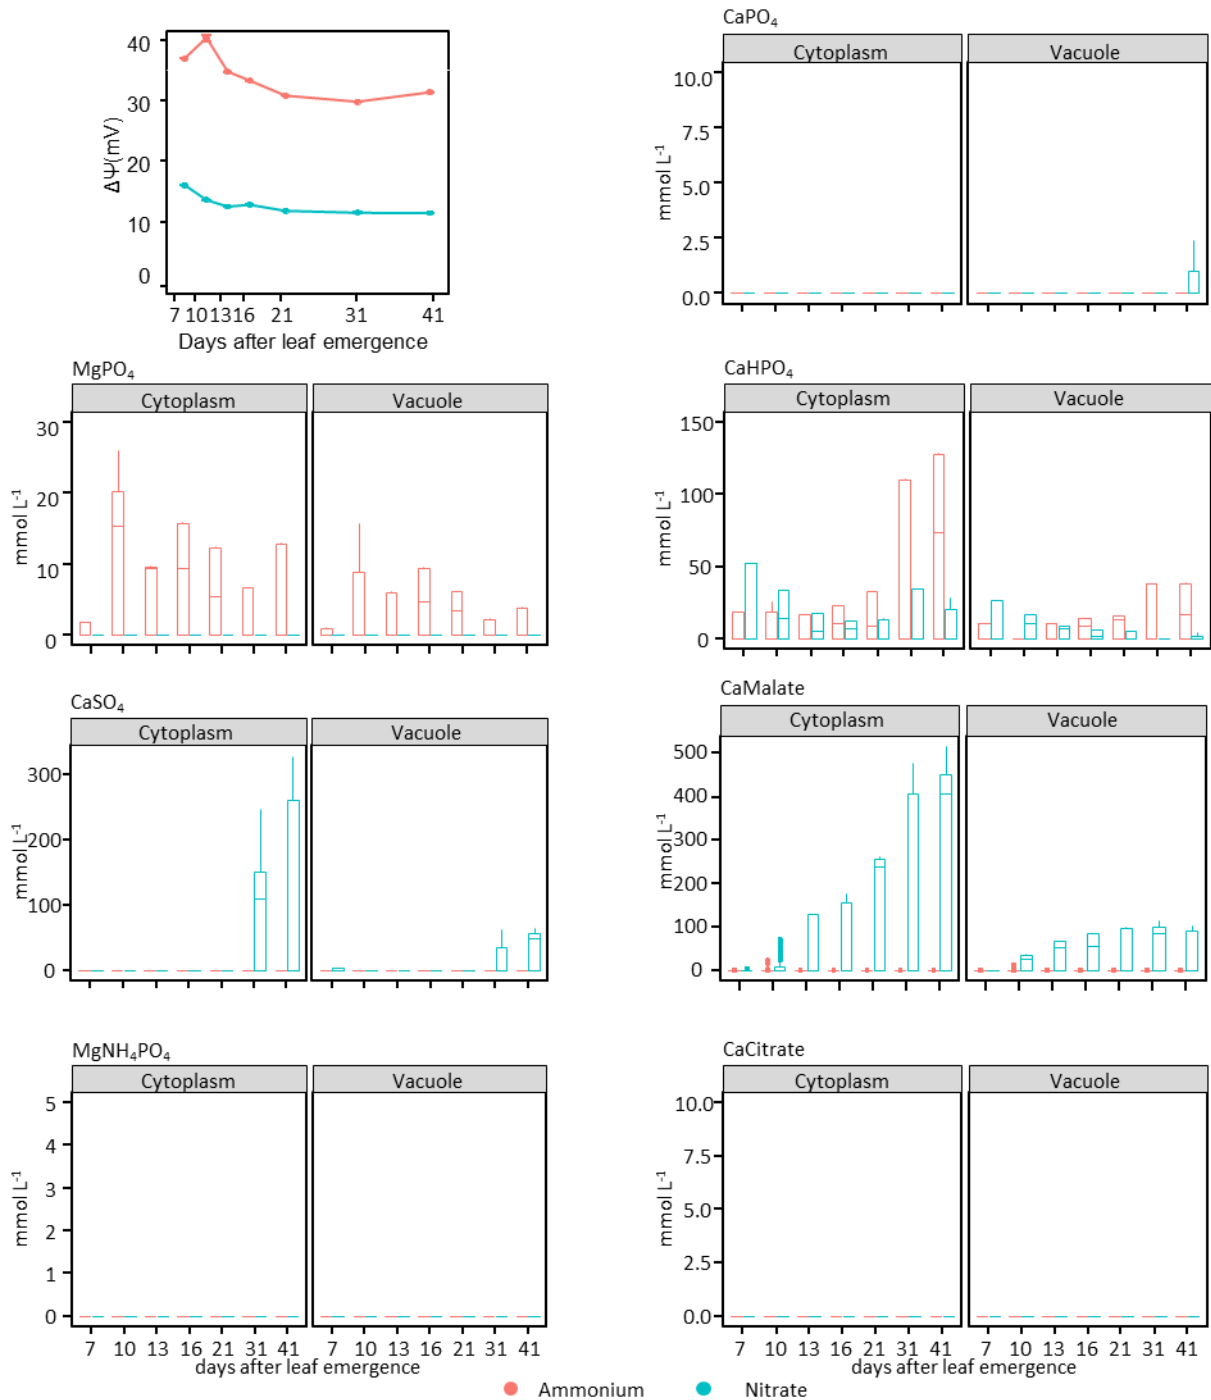 40
30
20
10
0
ΔΨ(mV)
7 10 13 16 21 31 41
Days after leaf emergence
CaPO₄
Cytoplasm Vacuole
10.0
7.5
5.0
2.5
0.0
mmol L⁻¹
MgPO₄
Cytoplasm Vacuole
30
20
10
0
mmol L⁻¹
CaHPO₄
Cytoplasm Vacuole
150
100
50
0
mmol L⁻¹
CaSO₄
Cytoplasm Vacuole
300
200
100
0
mmol L⁻¹
CaMalate
Cytoplasm Vacuole
500
400
300
200
100
0
mmol L⁻¹
MgNH₄PO₄
Cytoplasm Vacuole
5
4
3
2
1
0
mmol L⁻¹
7 10 13 16 21 31 41 7 10 13 16 21 31 41
days after leaf emergence
CaCitrate
Cytoplasm Vacuole
10.0
7.5
5.0
2.5
0.0
mmol L⁻¹
7 10 13 16 21 31 41 7 10 13 16 21 31 41
days after leaf emergence
Ammonium Nitrate